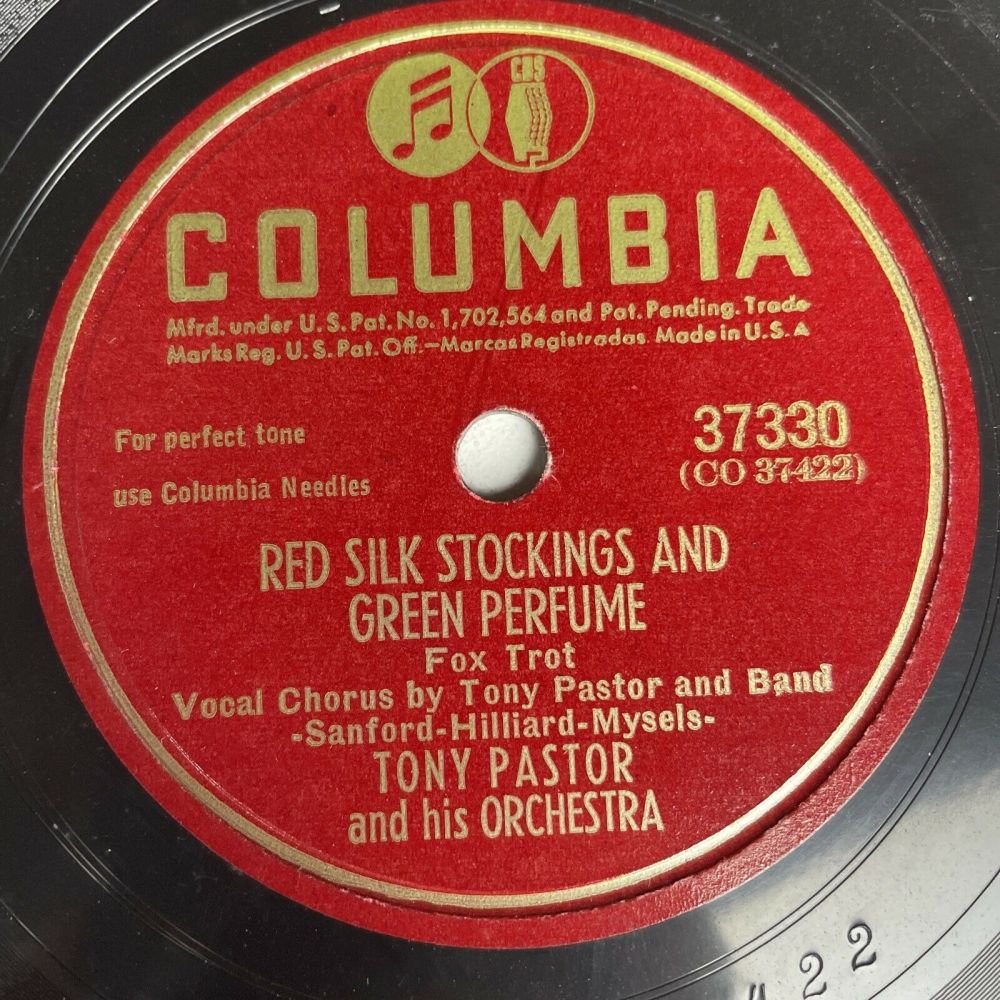 CBS
COLUMBIA
Mfrd. under U.S. Pat. No. 1,702,564 and Pat. Pending. Trade
Marks Reg. U.S. Pat. Off.—Marcas Registradas. Made in U.S.A
For perfect tone
use Columbia Needles
37330
(CO 37422)
RED SILK STOCKINGS AND
GREEN PERFUME
Fox Trot
Vocal Chorus by Tony Pastor and Band
-Sanford-Hilliard-Mysels-
TONY PASTOR
and his ORCHESTRA
22